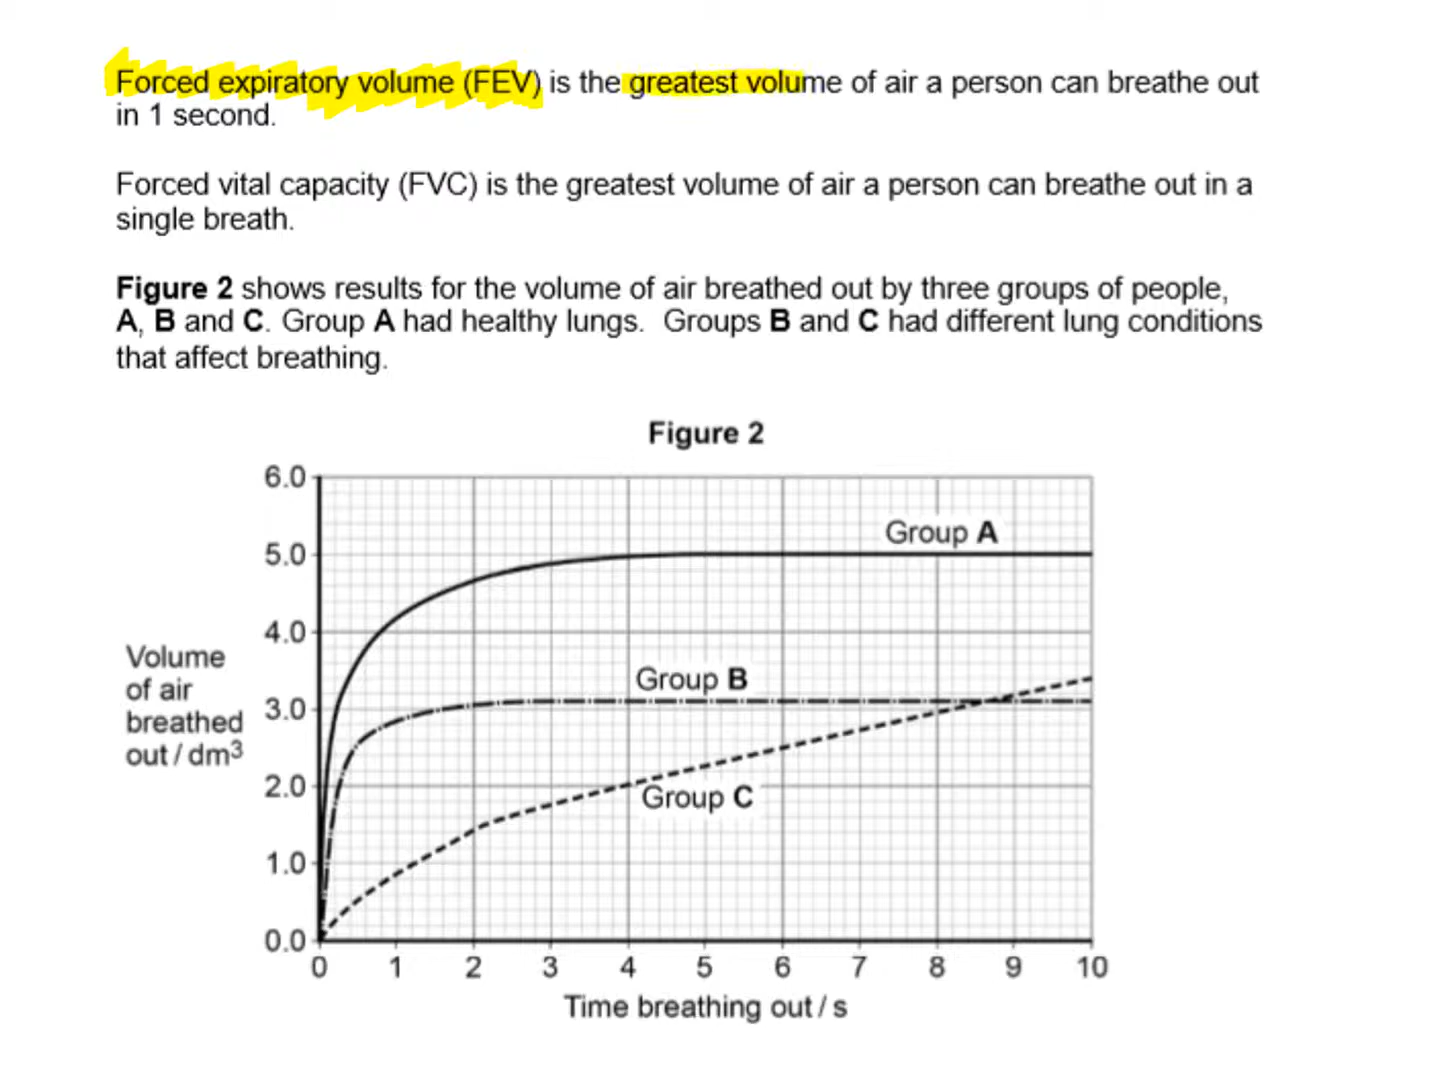 Forced expiratory volume (FEV) is the greatest volume of air a person can breathe out
in 1 second.
Forced vital capacity (FVC) is the greatest volume of air a person can breathe out in a
single breath.
Figure 2 shows results for the volume of air breathed out by three groups of people,
A, B and C. Group A had healthy lungs. Groups B and C had different lung conditions
that affect breathing.
Figure 2
6.0
5.0
4.0
3.0
2.0
1.0
0.0
Volume
of air
breathed
out / dm³
Group A
Group B
Group C
0 1 2 3 4 5 6 7 8 9 10
Time breathing out / s